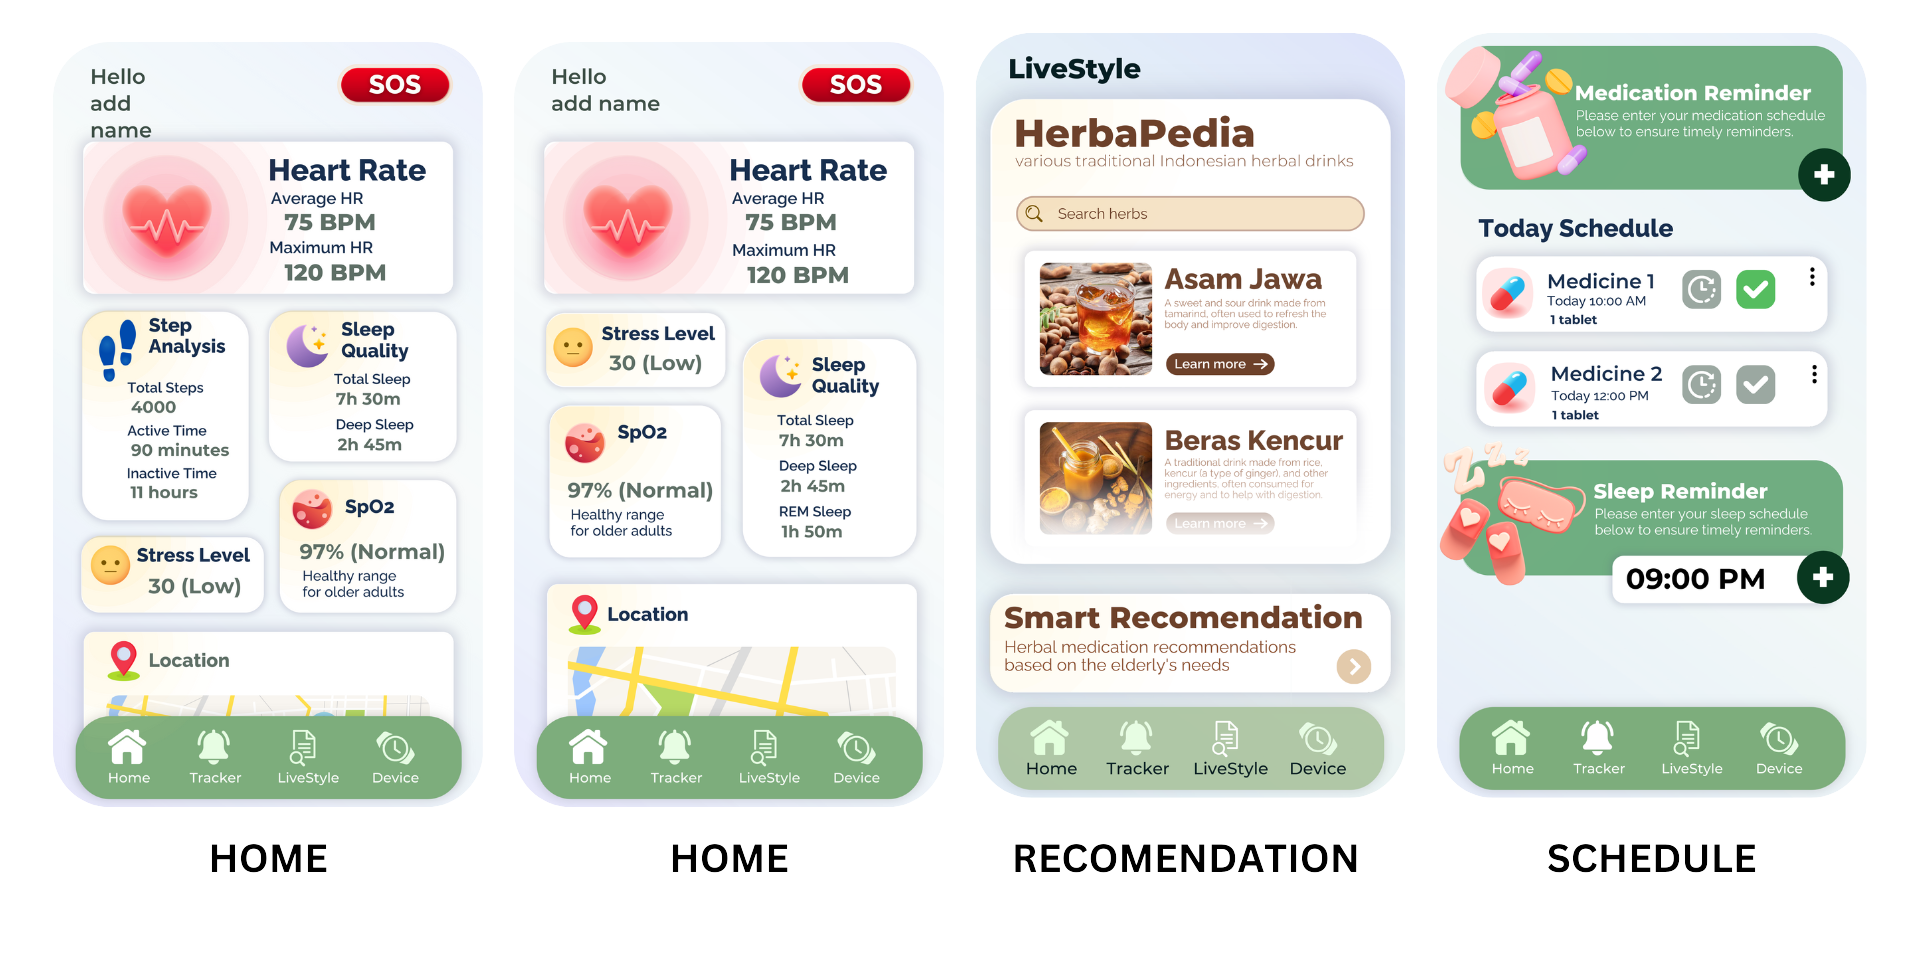 Hello
add
name
SOS
Heart Rate
Average HR
75 BPM
Maximum HR
120 BPM
Step
Analysis
Total Steps
4000
Active Time
90 minutes
Inactive Time
11 hours
Sleep
Quality
Total Sleep
7h 30m
Deep Sleep
2h 45m
SpO2
97% (Normal)
Healthy range
for older adults
Stress Level
30 (Low)
Location
Home
Tracker
LiveStyle
Device
HOME
Hello
add name
SOS
Heart Rate
Average HR
75 BPM
Maximum HR
120 BPM
Stress Level
30 (Low)
SpO2
97% (Normal)
Healthy range
for older adults
Sleep
Quality
Total Sleep
7h 30m
Deep Sleep
2h 45m
REM Sleep
1h 50m
Location
Home
Tracker
LiveStyle
Device
HOME
LiveStyle
HerbaPedia
various traditional Indonesian herbal drinks
Search herbs
Asam Jawa
A sweet and sour drink made from
tamarind, often used to refresh the
body and improve digestion.
Learn more
Beras Kencur
A traditional drink made from rice,
kencur (a type of ginger), and other
ingredients, often consumed for
energy and to help with digestion.
Learn more
Smart Recomendation
Herbal medication recommendations
based on the elderly's needs
Home
Tracker
LiveStyle
Device
RECOMENDATION
Medication Reminder
Please enter your medication schedule
below to ensure timely reminders.
Today Schedule
Medicine 1
Today 10:00 AM
1 tablet
Medicine 2
Today 12:00 PM
1 tablet
Z z z
Sleep Reminder
Please enter your sleep schedule
below to ensure timely reminders.
09:00 PM
Home
Tracker
LiveStyle
Device
SCHEDULE